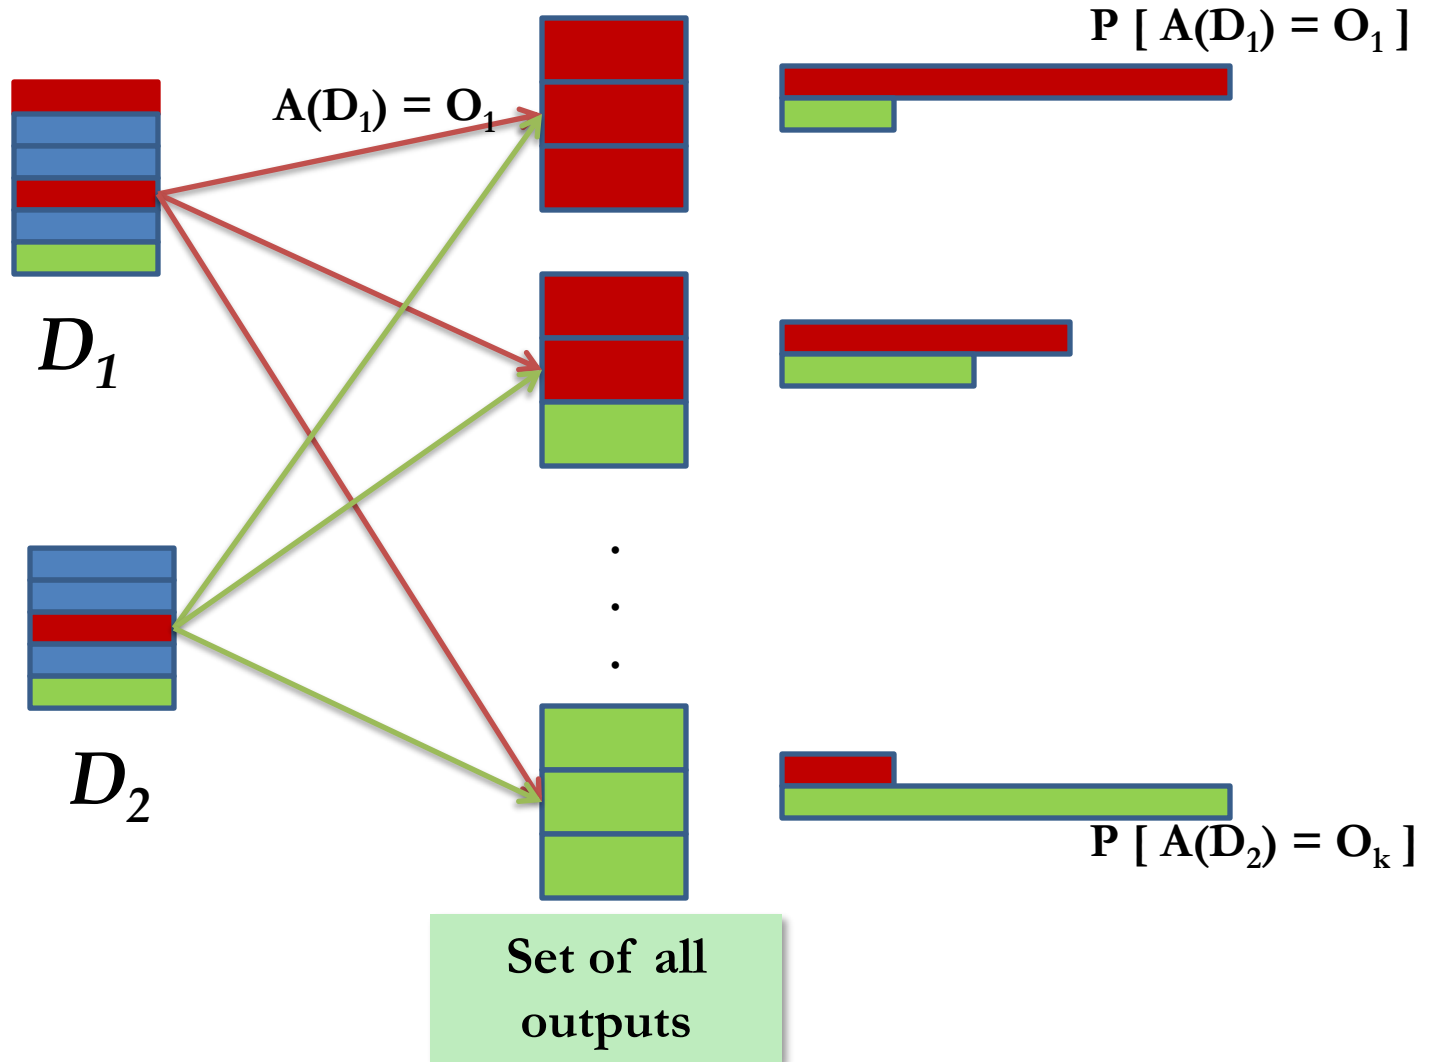 P [ A(D₁) = O₁ ]
A(D₁) = O₁
D₁
D₂
P [ A(D₂) = Oₖ ]
Set of all
outputs